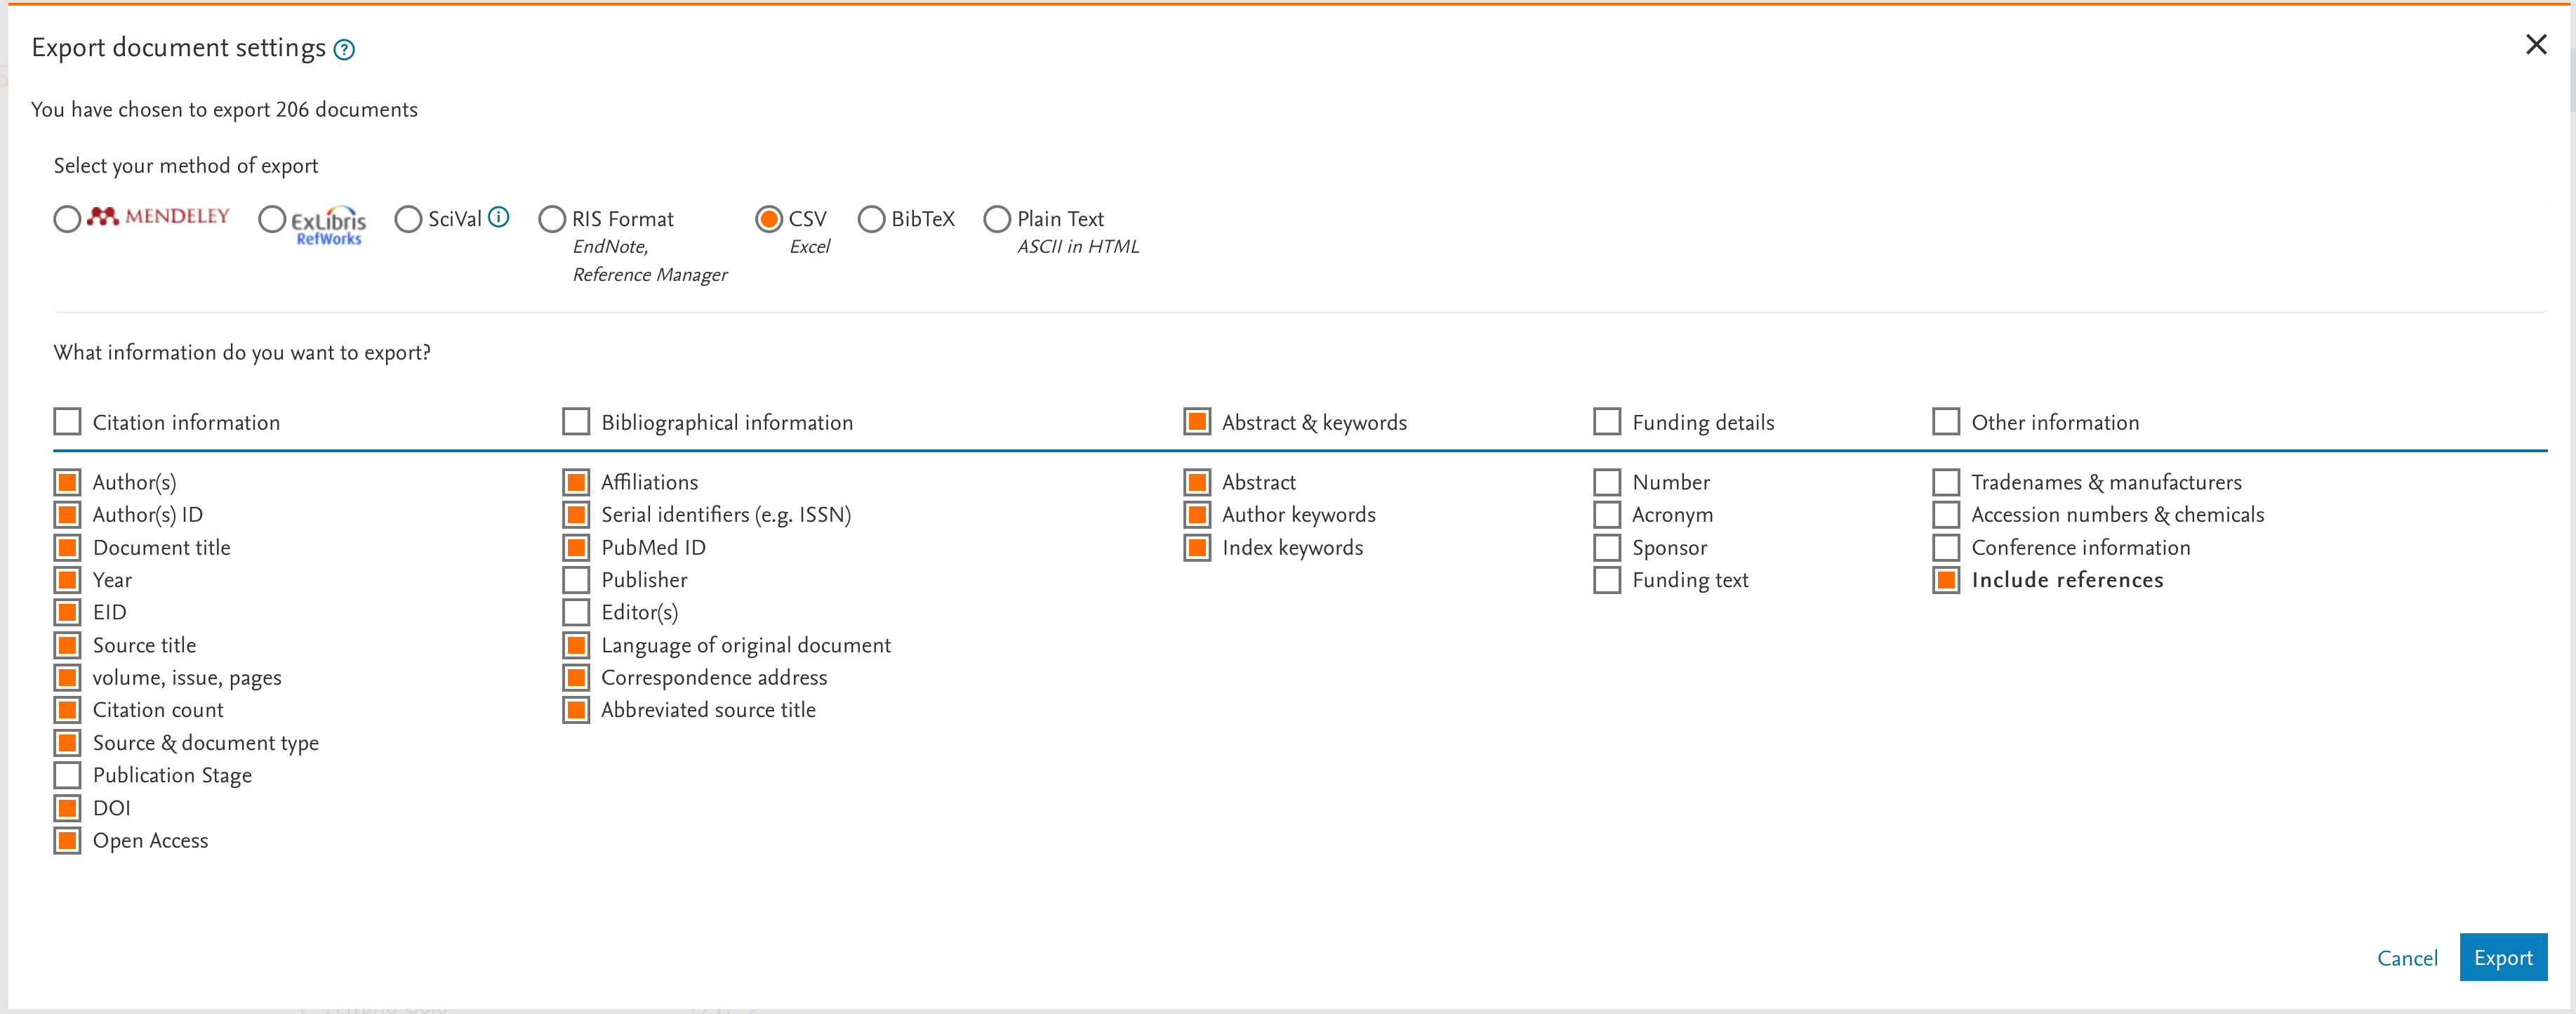 Export document settings ?
You have chosen to export 206 documents
Select your method of export
MENDELEY
ExLibris
RefWorks
SciVal i
RIS Format
EndNote,
Reference Manager
CSV
Excel
BibTeX
Plain Text
ASCII in HTML
What information do you want to export?
Citation information
Author(s)
Author(s) ID
Document title
Year
EID
Source title
volume, issue, pages
Citation count
Source & document type
Publication Stage
DOI
Open Access
Bibliographical information
Affiliations
Serial identifiers (e.g. ISSN)
PubMed ID
Publisher
Editor(s)
Language of original document
Correspondence address
Abbreviated source title
Abstract & keywords
Abstract
Author keywords
Index keywords
Funding details
Number
Acronym
Sponsor
Funding text
Other information
Tradenames & manufacturers
Accession numbers & chemicals
Conference information
Include references
Cancel
Export